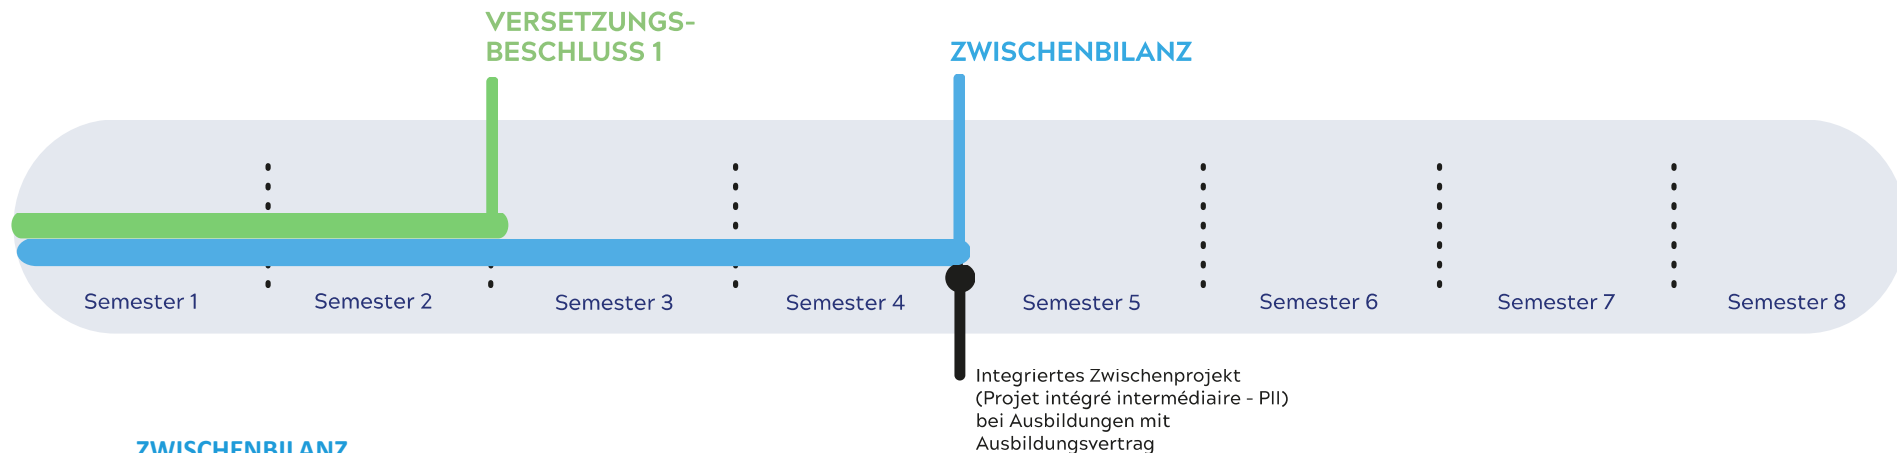 VERSETZUNGS-
BESCHLUSS 1
ZWISCHENBILANZ
Semester 1
Semester 2
Semester 3
Semester 4
Semester 5
Semester 6
Semester 7
Semester 8
Integriertes Zwischenprojekt
(Projet intégré intermédiaire - PII)
bei Ausbildungen mit
Ausbildungsvertrag
ZWISCHENBILANZ